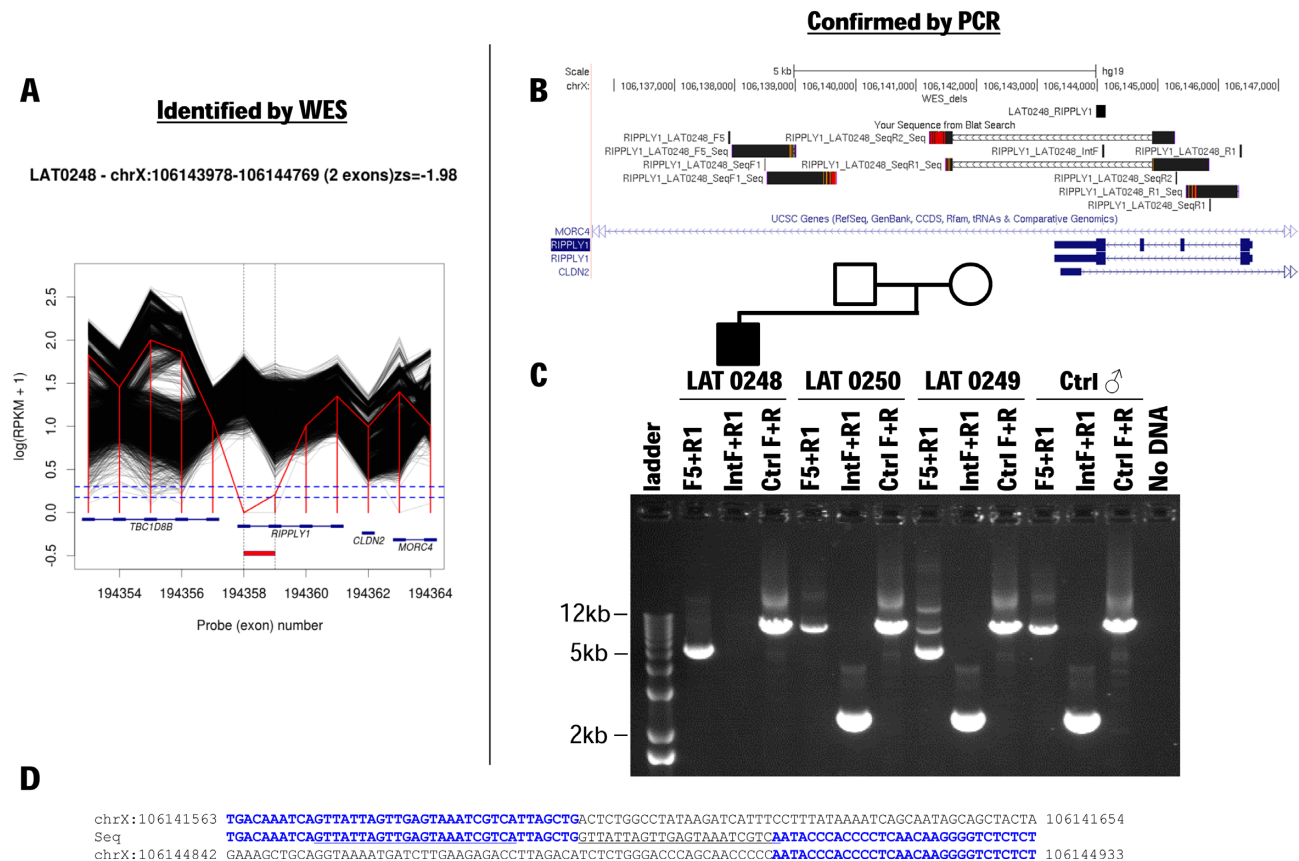 Confirmed by PCR
A
Identified by WES
LAT0248 - chrX:106143978-106144769 (2 exons)zs=-1.98
log(RPKM + 1)
2.5
2.0
1.5
1.0
0.5
0.0
-0.5
TBC1D8B
RIPPLY1
CLDN2
MORC4
194354
194356
194358
194360
194362
194364
Probe (exon) number
B
Scale
5 kb
hg19
chrX:
106,137,000
106,138,000
106,139,000
106,140,000
106,141,000
106,142,000
106,143,000
106,144,000
106,145,000
106,146,000
106,147,000
WES_dels
LAT0248_RIPPLY1
Your Sequence from Blat Search
RIPPLY1_LAT0248_F5
RIPPLY1_LAT0248_SeqR2_Seq
RIPPLY1_LAT0248_F5_Seq
RIPPLY1_LAT0248_IntF
RIPPLY1_LAT0248_R1
RIPPLY1_LAT0248_SeqF1
RIPPLY1_LAT0248_SeqR1_Seq
RIPPLY1_LAT0248_SeqF1_Seq
RIPPLY1_LAT0248_SeqR2
RIPPLY1_LAT0248_R1_Seq
RIPPLY1_LAT0248_SeqR1
UCSC Genes (RefSeq, GenBank, CCDS, Rfam, tRNAs & Comparative Genomics)
MORC4
RIPPLY1
RIPPLY1
CLDN2
C
LAT 0248
LAT 0250
LAT 0249
Ctrl ♂
ladder
F5+R1
IntF+R1
Ctrl F+R
F5+R1
IntF+R1
Ctrl F+R
F5+R1
IntF+R1
Ctrl F+R
F5+R1
IntF+R1
Ctrl F+R
No DNA
12kb
5kb
2kb
D
chrX:106141563 TGACAAATCAGTTATTAGTTGAGTAAATCGTCATTAGCTGACTCTGGCCTATAAGATCATTTCCTTTATAAAATCAGCAATAGCAGCTACTA 106141654
Seq TGACAAATCAGTTATTAGTTGAGTAAATCGTCATTAGCTGGTTATTAGTTGAGTAAATCGTCAATACCCACCCCTCAACAAGGGGTCTCTCT
chrX:106144842 GAAAGCTGCAGGTAAAATGATCTTGAAGAGACCTTAGACATCTCTGGGACCCAGCAACCCCCAATACCCACCCCTCAACAAGGGGTCTCTCT 106144933